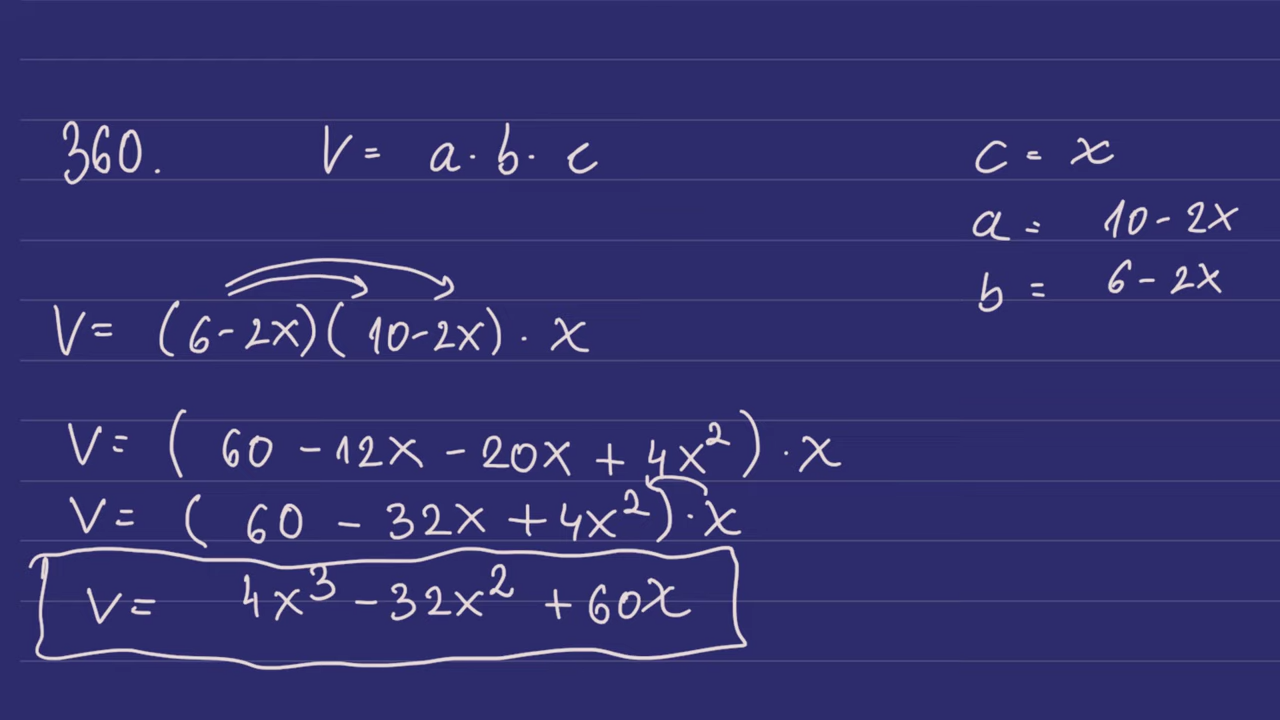 360. V = a · b · c
c = x
a = 10 - 2x
b = 6 - 2x
V = (6 - 2x)(10 - 2x) · x
V = (60 - 12x - 20x + 4x²) · x
V = (60 - 32x + 4x²) · x
V = 4x³ - 32x² + 60x